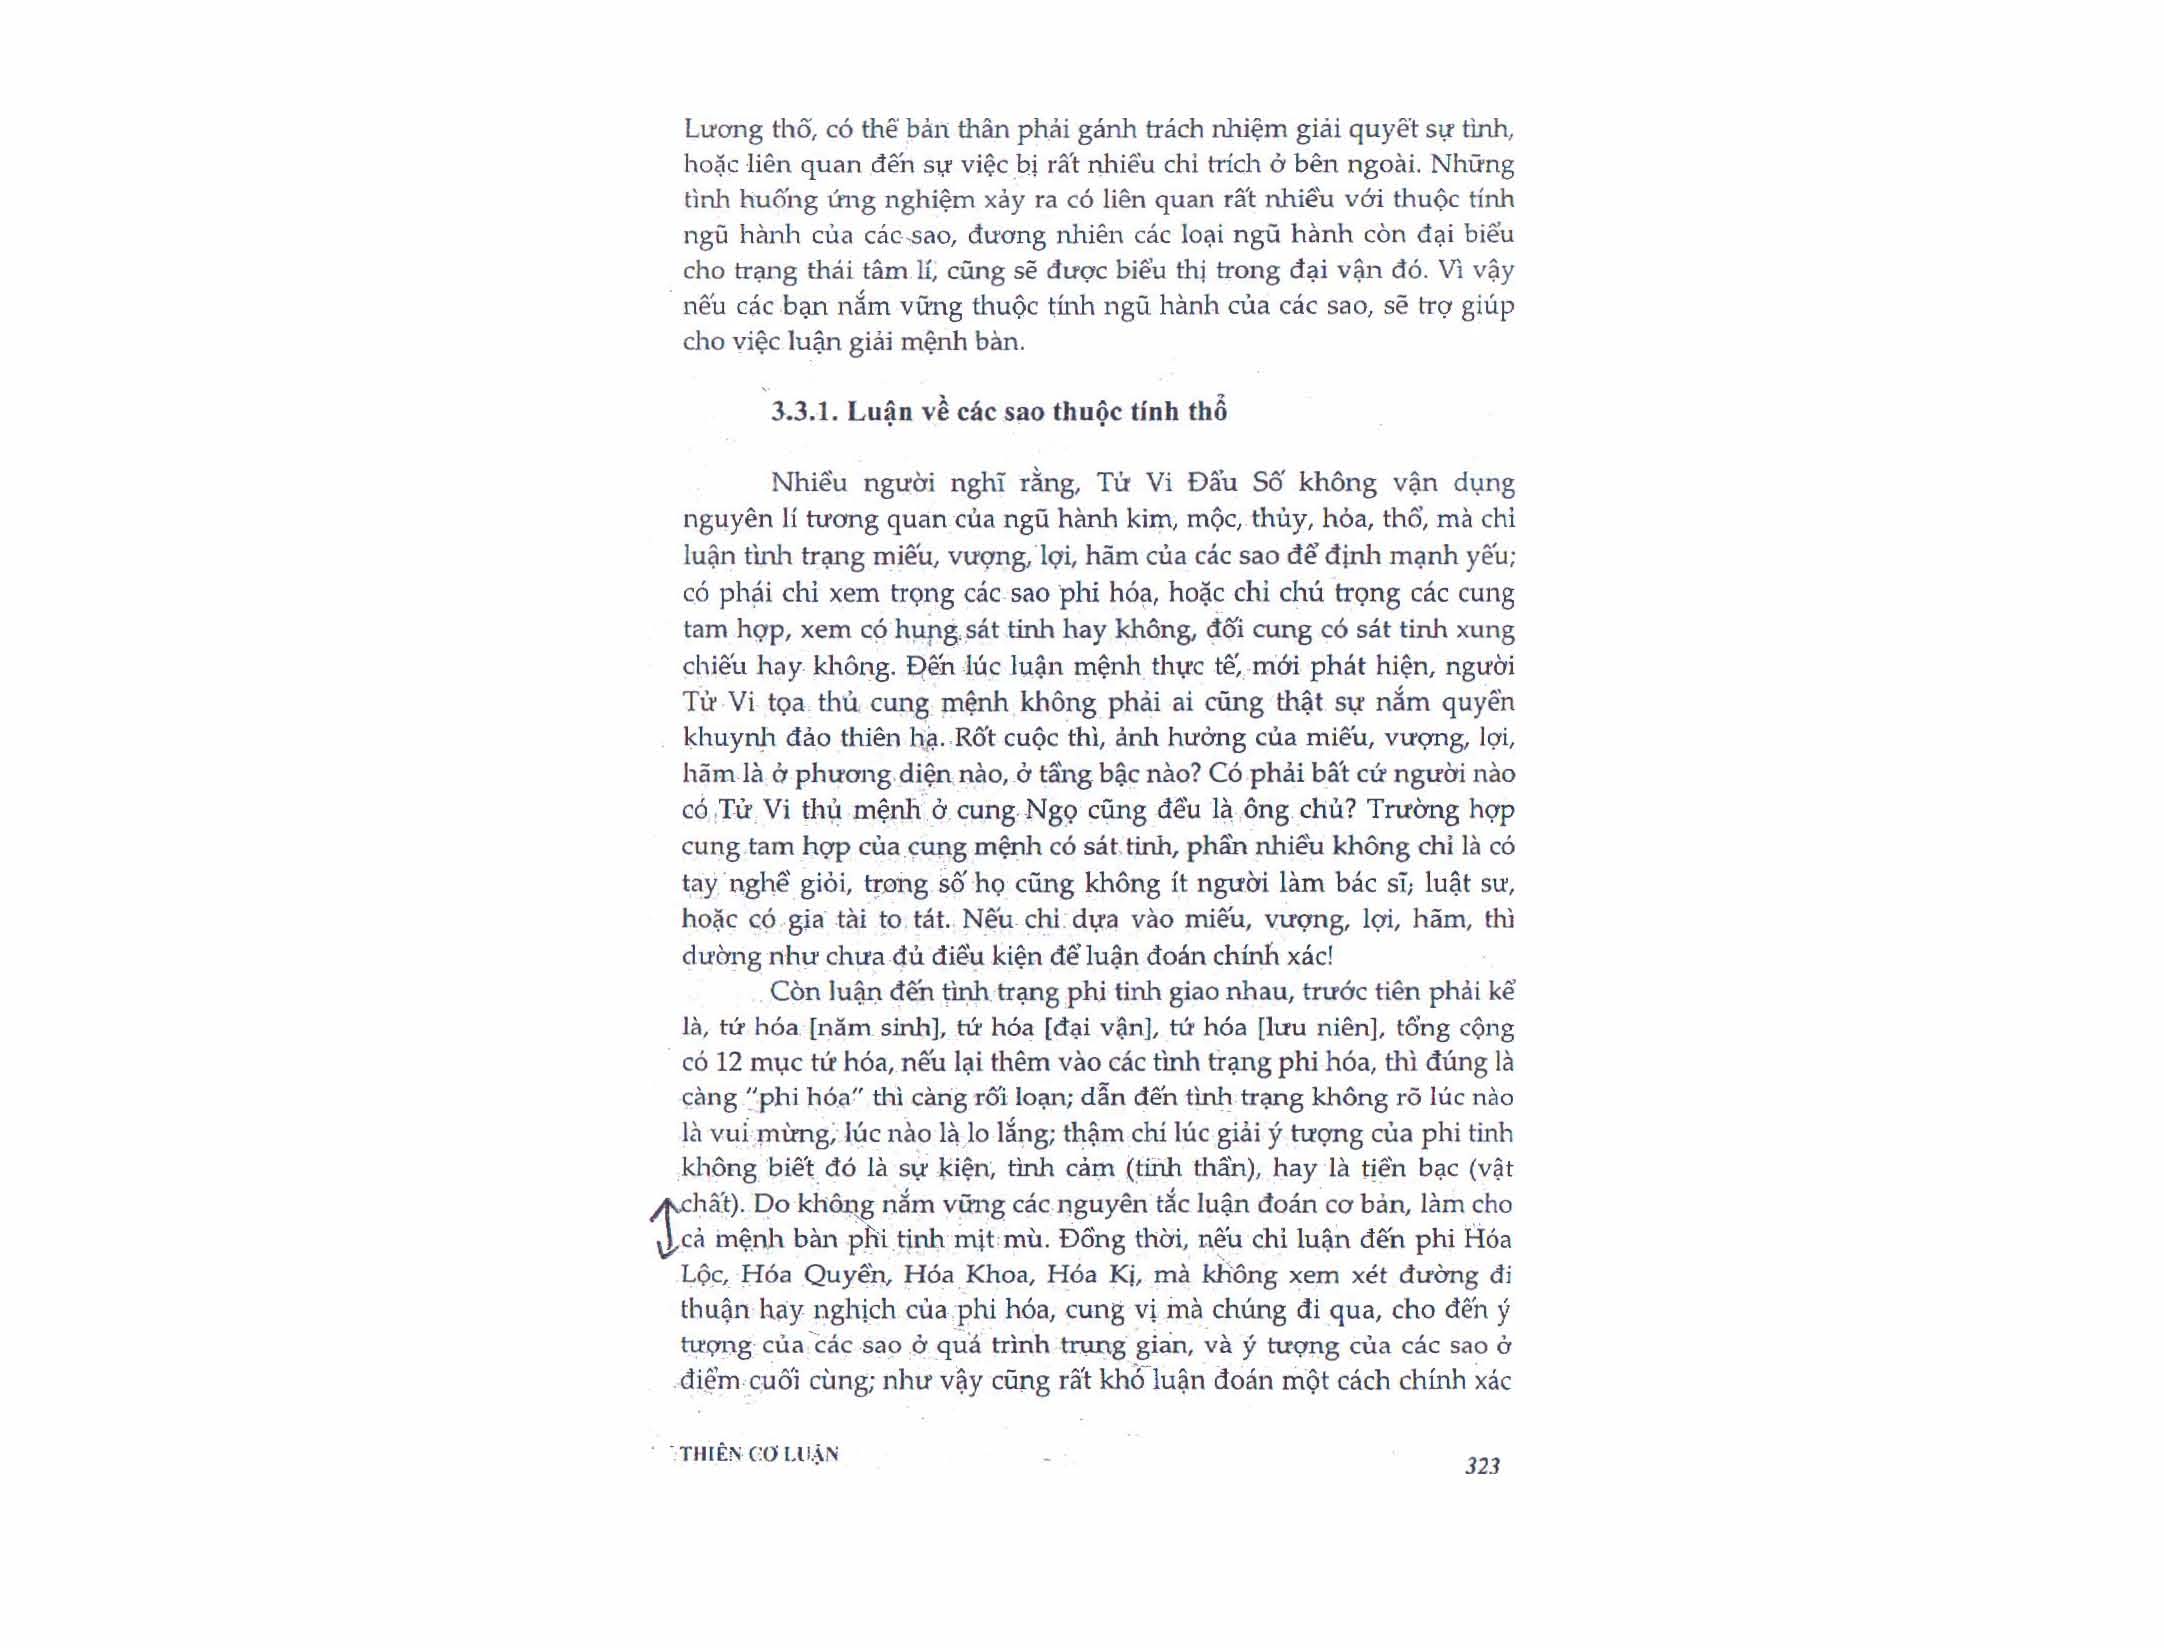 Lương thổ, có thể bản thân phải gánh trách nhiệm giải quyết sự tình,
hoặc liên quan đến sự việc bị rất nhiều chỉ trích ở bên ngoài. Những
tình huống ứng nghiệm xảy ra có liên quan rất nhiều với thuộc tính
ngũ hành của các sao, đương nhiên các loại ngũ hành còn đại biểu
cho trạng thái tâm lí, cũng sẽ được biểu thị trong đại vận đó. Vì vậy
nếu các bạn nắm vững thuộc tính ngũ hành của các sao, sẽ trợ giúp
cho việc luận giải mệnh bàn.
3.3.1. Luận về các sao thuộc tính thổ
Nhiều người nghĩ rằng, Tử Vi Đẩu Số không vận dụng
nguyên lí tương quan của ngũ hành kim, mộc, thủy, hỏa, thổ, mà chỉ
luận tình trạng miếu, vượng, lợi, hãm của các sao để định mạnh yếu;
có phái chỉ xem trọng các sao phi hóa, hoặc chỉ chú trọng các cung
tam hợp, xem có hung sát tinh hay không, đối cung có sát tinh xung
chiếu hay không. Đến lúc luận mệnh thực tế, mới phát hiện, người
Tử Vi tọa thủ cung mệnh không phải ai cũng thật sự nắm quyền
khuynh đảo thiên hạ. Rốt cuộc thì, ảnh hưởng của miếu, vượng, lợi,
hãm là ở phương diện nào, ở tầng bậc nào? Có phải bất cứ người nào
có Tử Vi thủ mệnh ở cung Ngọ cũng đều là ông chủ? Trường hợp
cung tam hợp của cung mệnh có sát tinh, phần nhiều không chỉ là có
tay nghề giỏi, trong số họ cũng không ít người làm bác sĩ, luật sư,
hoặc có gia tài to tát. Nếu chỉ dựa vào miếu, vượng, lợi, hãm, thì
dường như chưa đủ điều kiện để luận đoán chính xác!
Còn luận đến tình trạng phi tinh giao nhau, trước tiên phải kể
là, tứ hóa [năm sinh], tứ hóa [đại vận], tứ hóa [lưu niên], tổng cộng
có 12 mục tứ hóa, nếu lại thêm vào các tình trạng phi hóa, thì đúng là
càng "phi hóa" thì càng rối loạn; dẫn đến tình trạng không rõ lúc nào
là vui mừng, lúc nào là lo lắng; thậm chí lúc giải ý tượng của phi tinh
không biết đó là sự kiện, tình cảm (tinh thần), hay là tiền bạc (vật
chất). Do không nắm vững các nguyên tắc luận đoán cơ bản, làm cho
cả mệnh bàn phi tinh mịt mù. Đồng thời, nếu chỉ luận đến phi Hóa
Lộc, Hóa Quyền, Hóa Khoa, Hóa Kị, mà không xem xét đường đi
thuận hay nghịch của phi hóa, cung vị mà chúng đi qua, cho đến ý
tượng của các sao ở quá trình trung gian, và ý tượng của các sao ở
điểm cuối cùng; như vậy cũng rất khó luận đoán một cách chính xác
THIÊN CƠ LUẬN
323